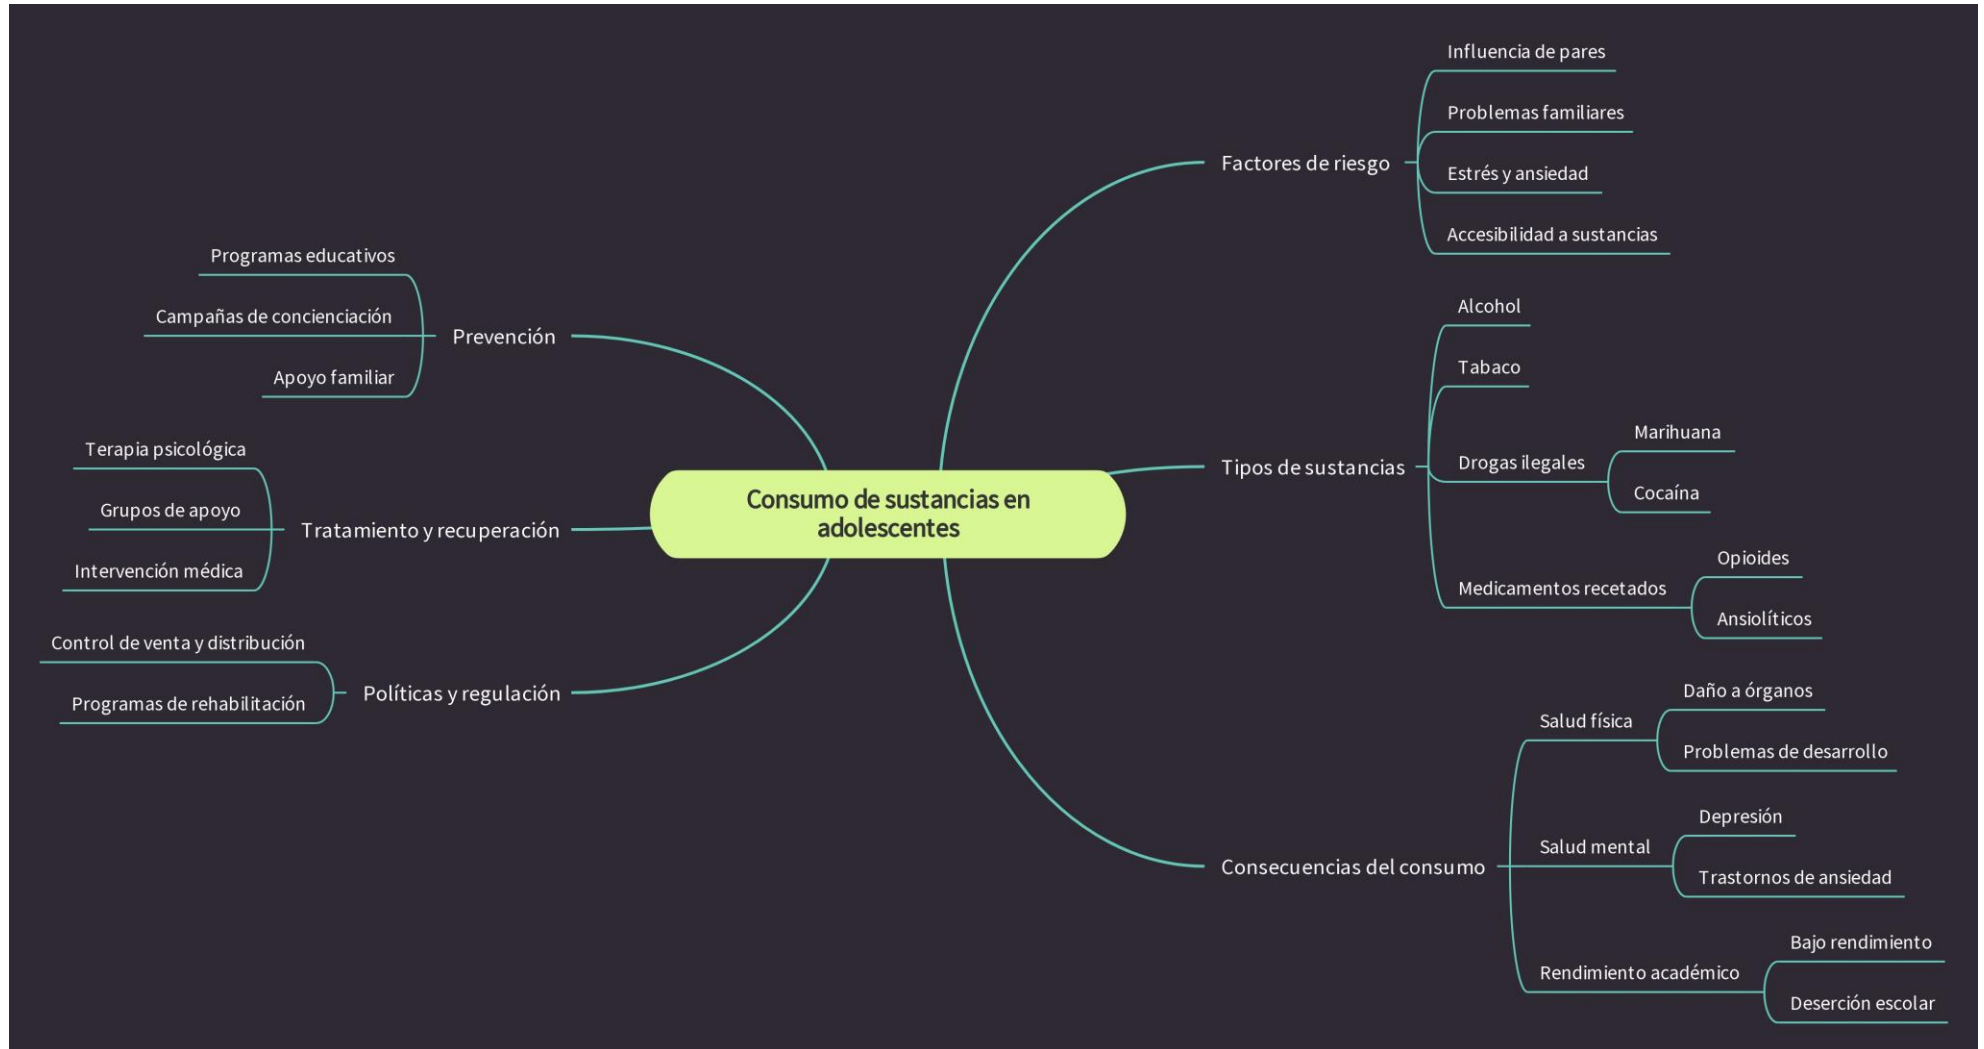 Consumo de sustancias en
adolescentes
Factores de riesgo
Influencia de pares
Problemas familiares
Estrés y ansiedad
Accesibilidad a sustancias
Tipos de sustancias
Alcohol
Tabaco
Drogas ilegales
Marihuana
Cocaína
Medicamentos recetados
Opioides
Ansiolíticos
Consecuencias del consumo
Salud física
Daño a órganos
Problemas de desarrollo
Salud mental
Depresión
Trastornos de ansiedad
Rendimiento académico
Bajo rendimiento
Deserción escolar
Prevención
Programas educativos
Campañas de concienciación
Apoyo familiar
Tratamiento y recuperación
Terapia psicológica
Grupos de apoyo
Intervención médica
Políticas y regulación
Control de venta y distribución
Programas de rehabilitación